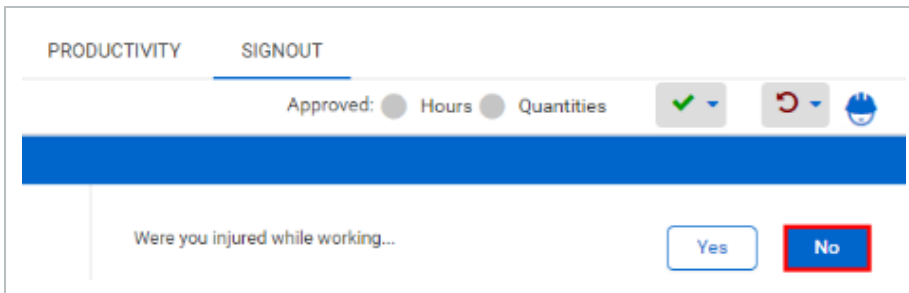 PRODUCTIVITY SIGNOUT
Approved: Hours Quantities
Were you injured while working...
Yes No